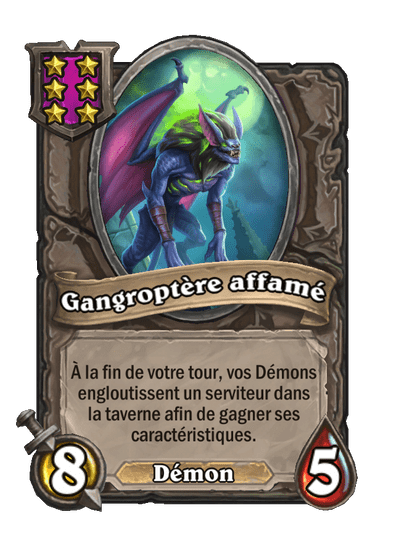 Gangroptère affamé
À la fin de votre tour, vos Démons
engloutissent un serviteur dans
la taverne afin de gagner ses
caractéristiques.
8
Démon
5